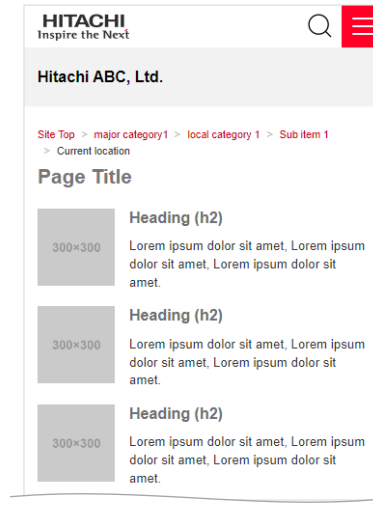 HITACHI
Inspire the Next
Hitachi ABC, Ltd.
Site Top > major category1 > local category 1 > Sub item 1
> Current location
Page Title
300×300
Heading (h2)
Lorem ipsum dolor sit amet, Lorem ipsum
dolor sit amet, Lorem ipsum dolor sit
amet.
300×300
Heading (h2)
Lorem ipsum dolor sit amet, Lorem ipsum
dolor sit amet, Lorem ipsum dolor sit
amet.
300×300
Heading (h2)
Lorem ipsum dolor sit amet, Lorem ipsum
dolor sit amet, Lorem ipsum dolor sit
amet.